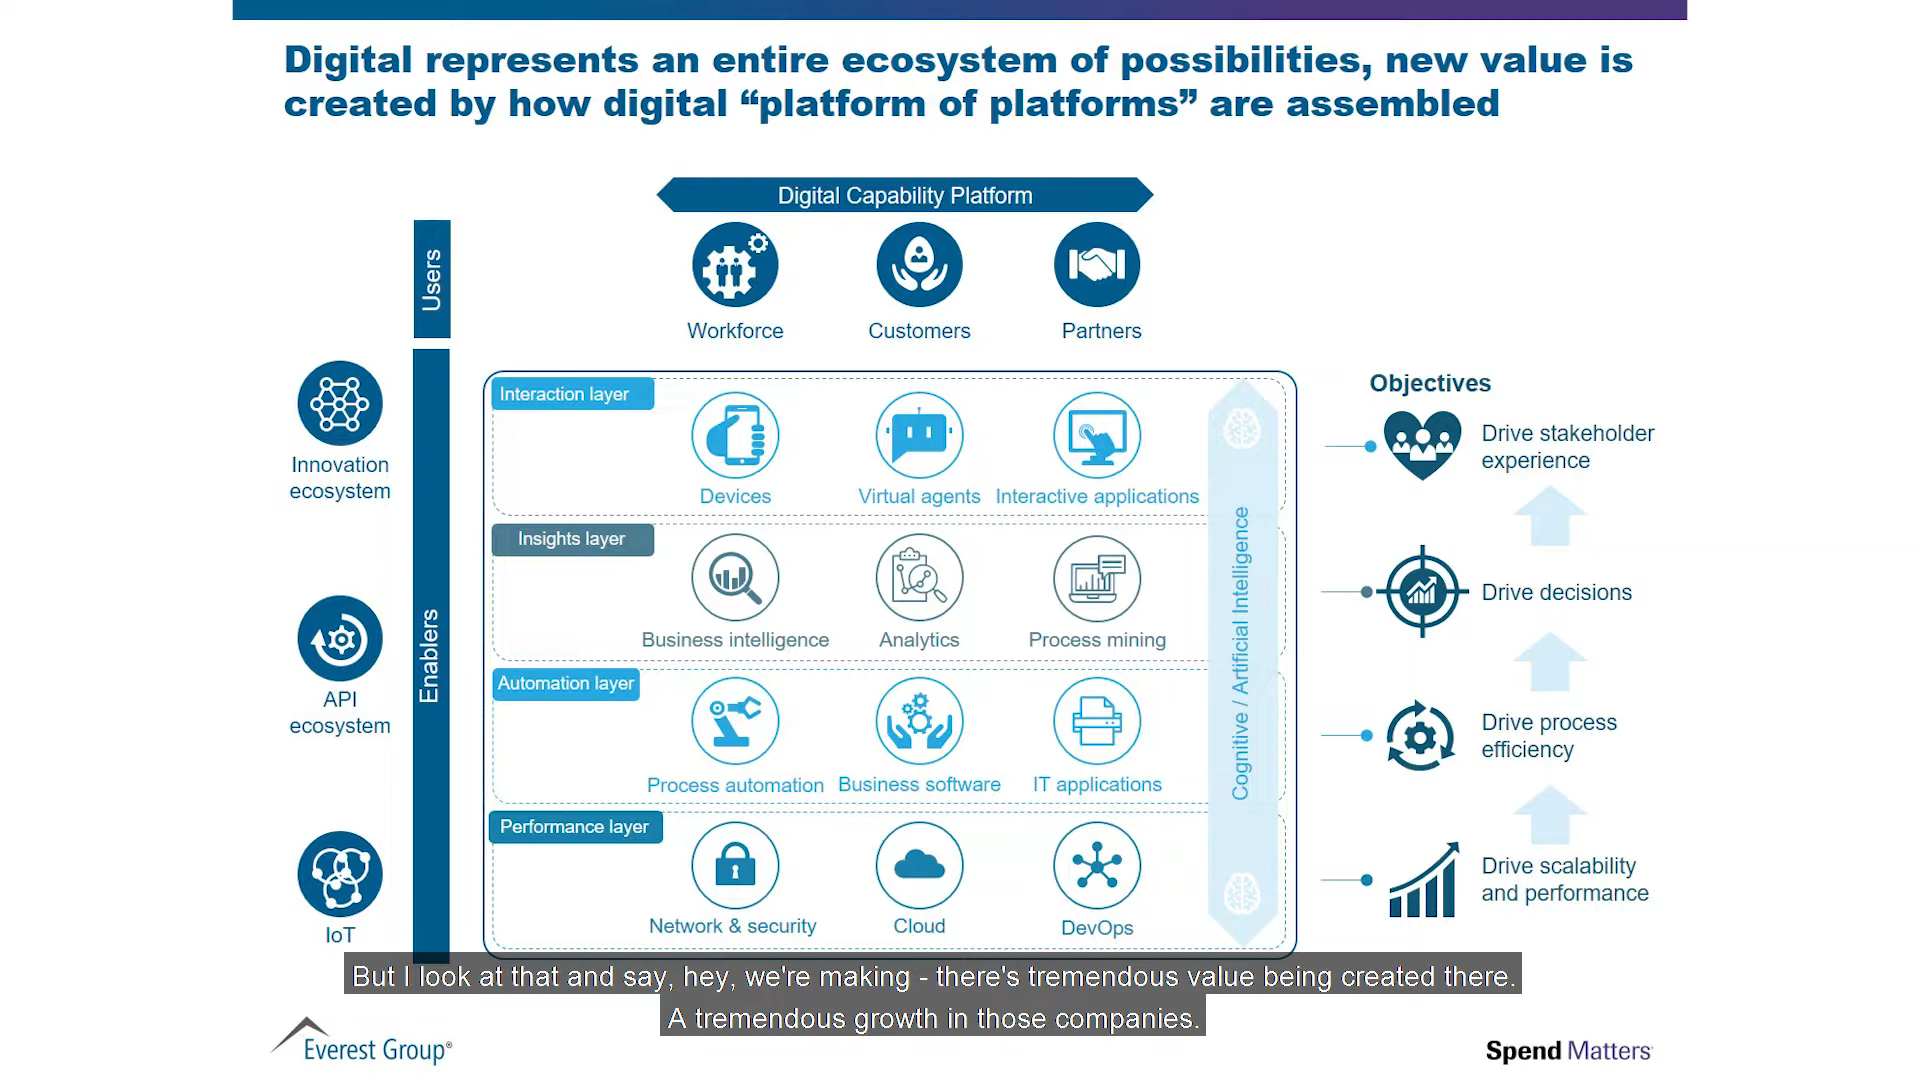 Digital represents an entire ecosystem of possibilities, new value is
created by how digital “platform of platforms” are assembled
Digital Capability Platform
Users
Workforce
Customers
Partners
Enablers
Innovation
ecosystem
API
ecosystem
IoT
Interaction layer
Devices
Virtual agents
Interactive applications
Insights layer
Business intelligence
Analytics
Process mining
Automation layer
Process automation
Business software
IT applications
Performance layer
Network & security
Cloud
DevOps
Cognitive / Artificial Intelligence
Objectives
Drive stakeholder
experience
Drive decisions
Drive process
efficiency
Drive scalability
and performance
But I look at that and say, hey, we're making - there's tremendous value being created there.
A tremendous growth in those companies.
Everest Group®
Spend Matters